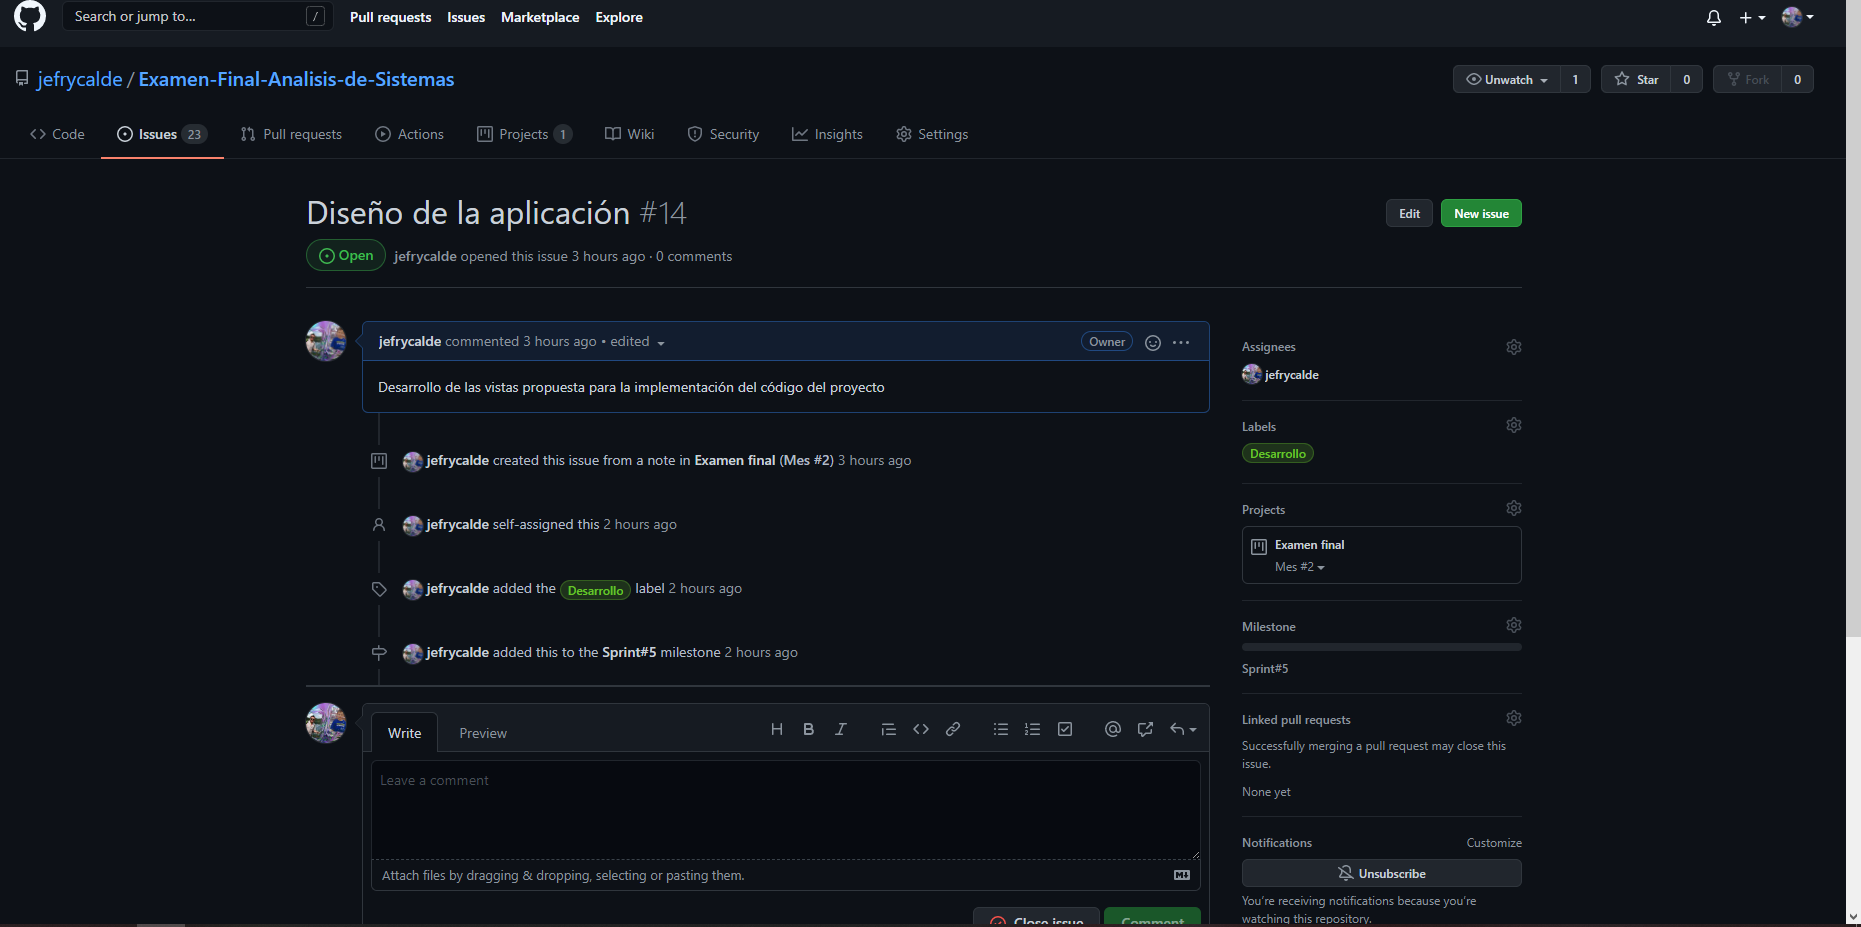 Search or jump to... /
Pull requests Issues Marketplace Explore
jefrycalde / Examen-Final-Analisis-de-Sistemas
Unwatch 1 Star 0 Fork 0
Code Issues 23 Pull requests Actions Projects 1 Wiki Security Insights Settings
Diseño de la aplicación #14
Edit New issue
Open jefrycalde opened this issue 3 hours ago · 0 comments
jefrycalde commented 3 hours ago • edited Owner
Desarrollo de las vistas propuesta para la implementación del código del proyecto
jefrycalde created this issue from a note in Examen final (Mes #2) 3 hours ago
jefrycalde self-assigned this 2 hours ago
jefrycalde added the Desarrollo label 2 hours ago
jefrycalde added this to the Sprint#5 milestone 2 hours ago
Write Preview
Leave a comment
Attach files by dragging & dropping, selecting or pasting them.
Close issue Comment
Assignees
jefrycalde
Labels
Desarrollo
Projects
Examen final
Mes #2
Milestone
Sprint#5
Linked pull requests
Successfully merging a pull request may close this
issue.
None yet
Notifications Customize
Unsubscribe
You're receiving notifications because you're
watching this repository.